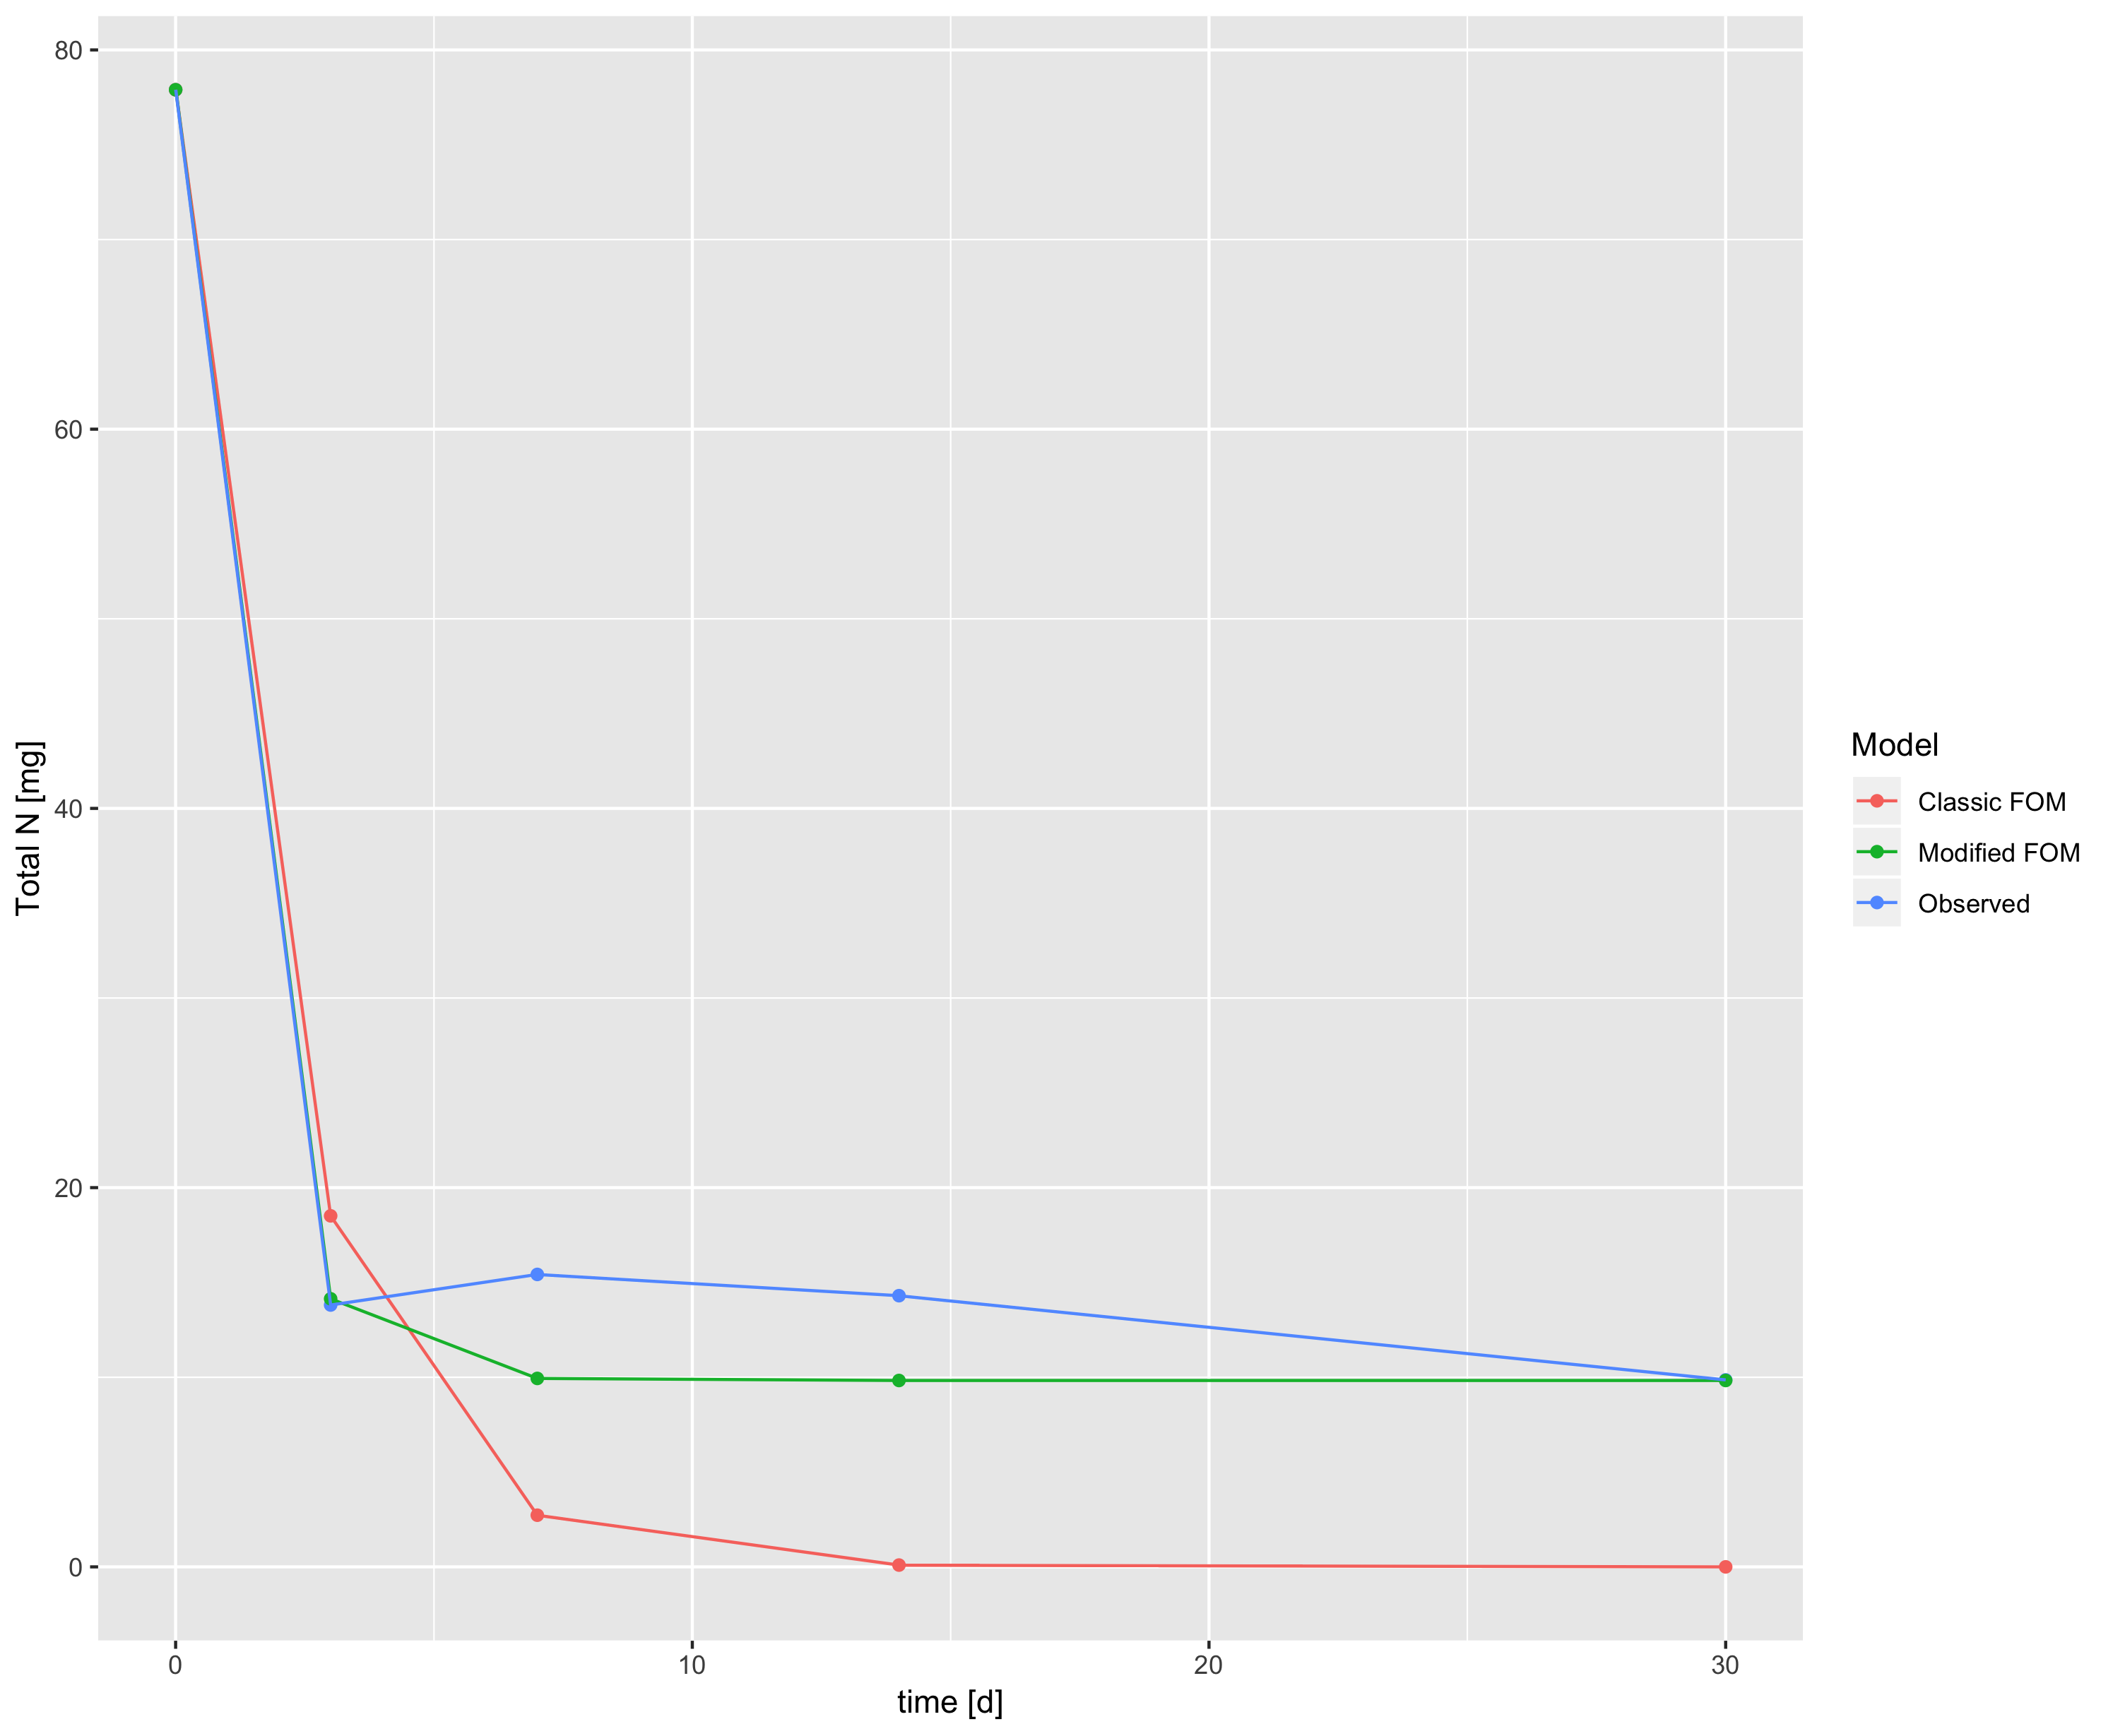 80
60
40
20
0
Total N [mg]
0 10 20 30
time [d]
Model
Classic FOM
Modified FOM
Observed